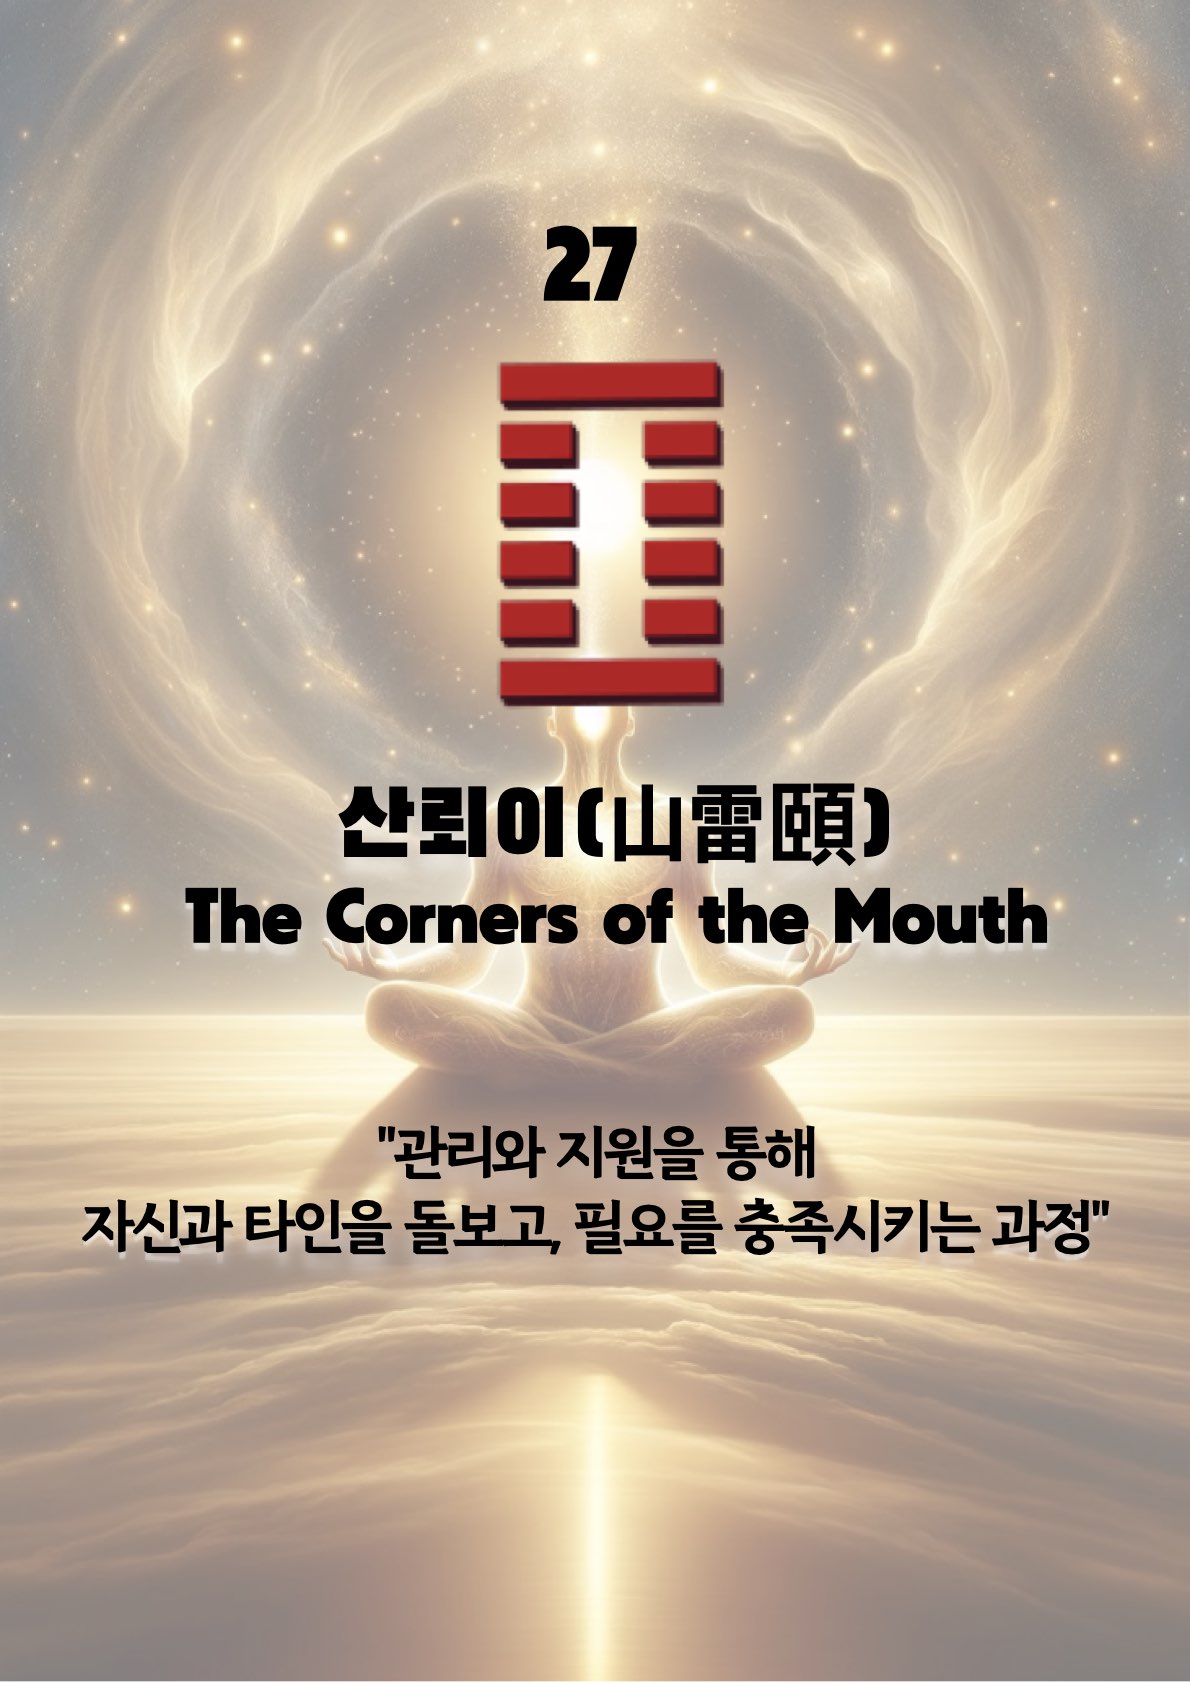 27
산뢰이(山雷頤)
The Corners of the Mouth
"관리와 지원을 통해
자신과 타인을 돌보고, 필요를 충족시키는 과정"